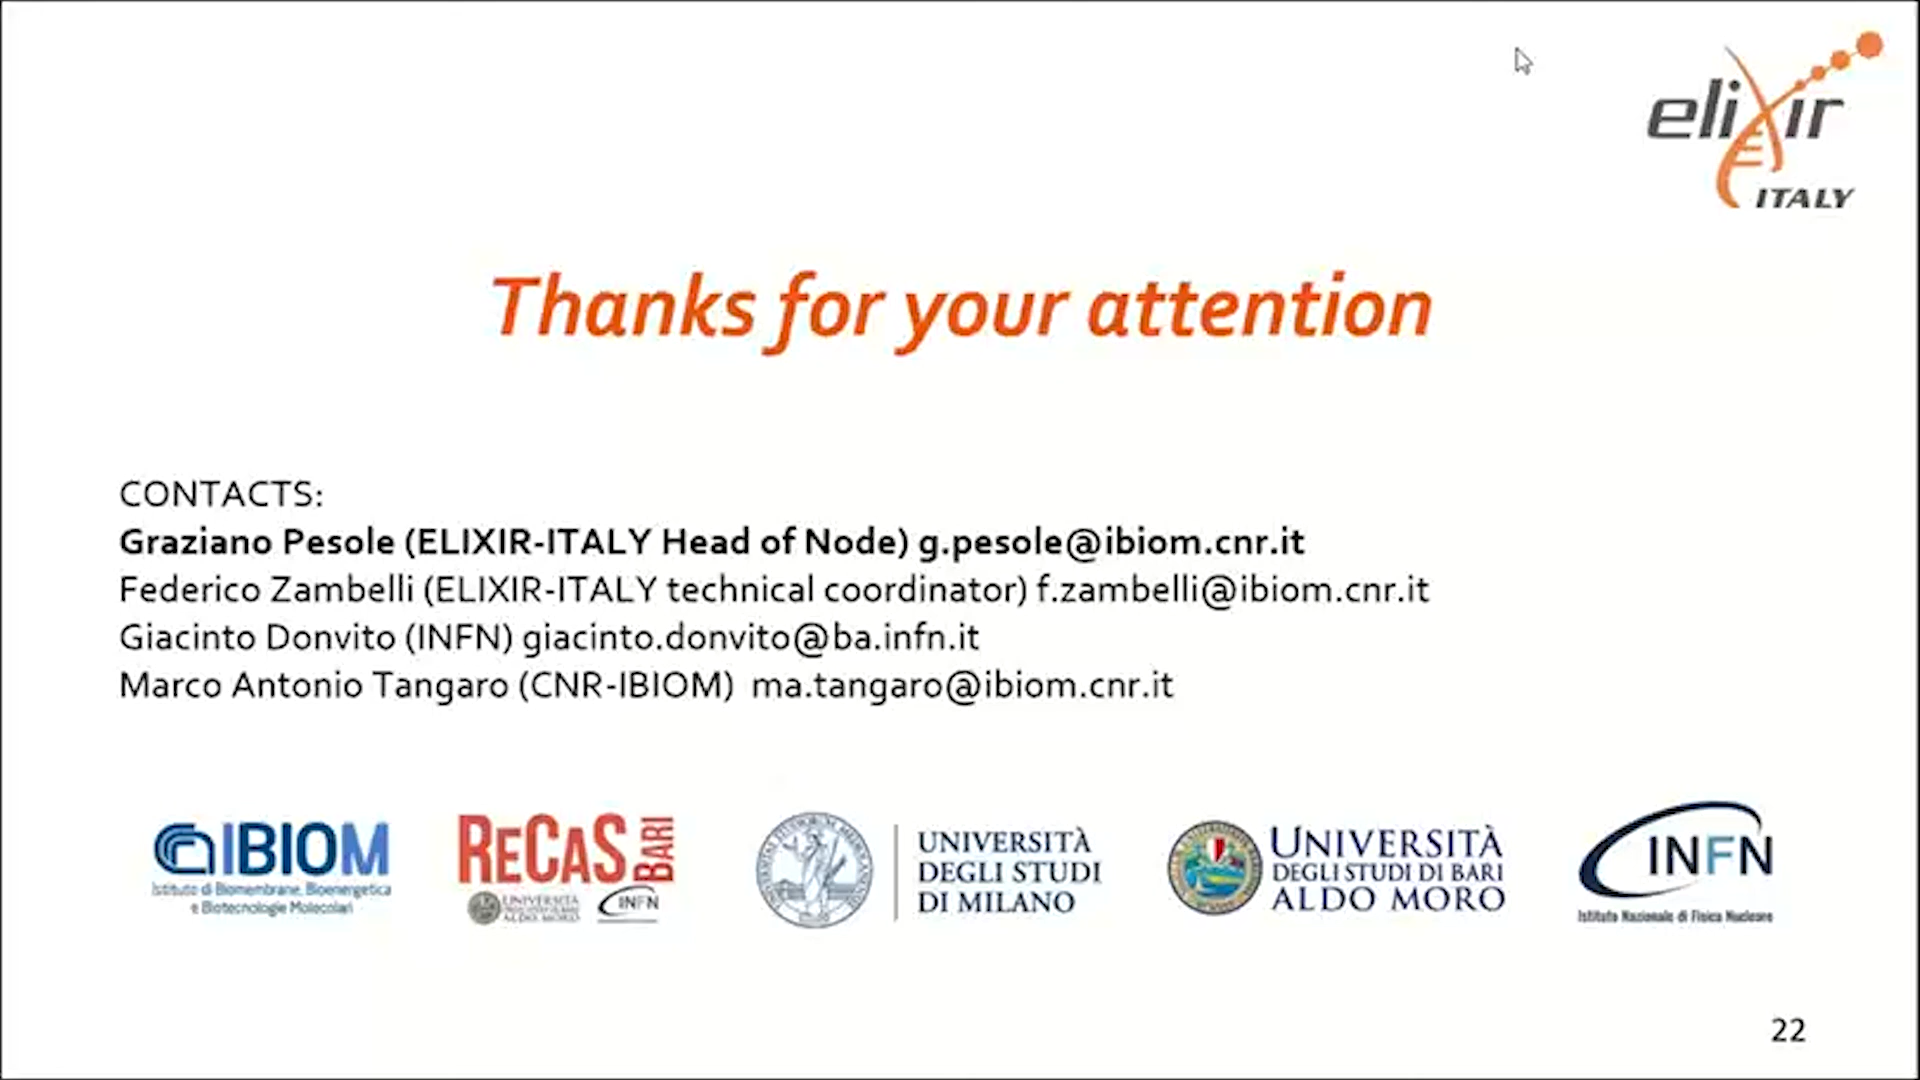 elixir
ITALY
Thanks for your attention
CONTACTS:
Graziano Pesole (ELIXIR-ITALY Head of Node) g.pesole@ibiom.cnr.it
Federico Zambelli (ELIXIR-ITALY technical coordinator) f.zambelli@ibiom.cnr.it
Giacinto Donvito (INFN) giacinto.donvito@ba.infn.it
Marco Antonio Tangaro (CNR-IBIOM) ma.tangaro@ibiom.cnr.it
IBIOM
Istituto di Biomembrane, Bioenergetica
e Biotecnologie Molecolari
ReCaS
BARI
UNIVERSITÀ
DEGLI STUDI DI BARI
ALDO MORO
INFN
UNIVERSITÀ
DEGLI STUDI
DI MILANO
UNIVERSITÀ
DEGLI STUDI DI BARI
ALDO MORO
INFN
Istituto Nazionale di Fisica Nucleare
22